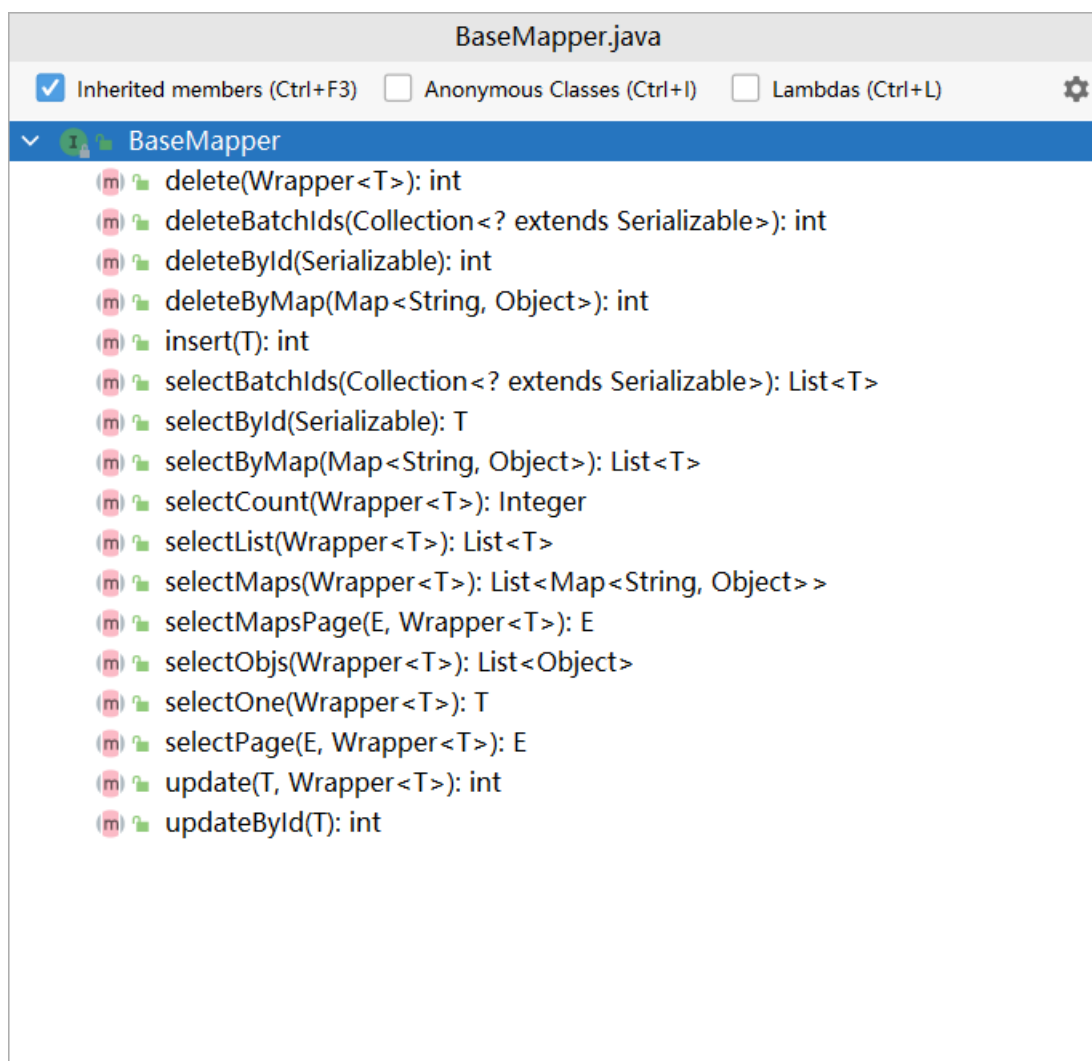 BaseMapper.java
Inherited members (Ctrl+F3) Anonymous Classes (Ctrl+I) Lambdas (Ctrl+L)
BaseMapper
delete(Wrapper<T>): int
deleteBatchIds(Collection<? extends Serializable>): int
deleteById(Serializable): int
deleteByMap(Map<String, Object>): int
insert(T): int
selectBatchIds(Collection<? extends Serializable>): List<T>
selectById(Serializable): T
selectByMap(Map<String, Object>): List<T>
selectCount(Wrapper<T>): Integer
selectList(Wrapper<T>): List<T>
selectMaps(Wrapper<T>): List<Map<String, Object>>
selectMapsPage(E, Wrapper<T>): E
selectObjs(Wrapper<T>): List<Object>
selectOne(Wrapper<T>): T
selectPage(E, Wrapper<T>): E
update(T, Wrapper<T>): int
updateById(T): int